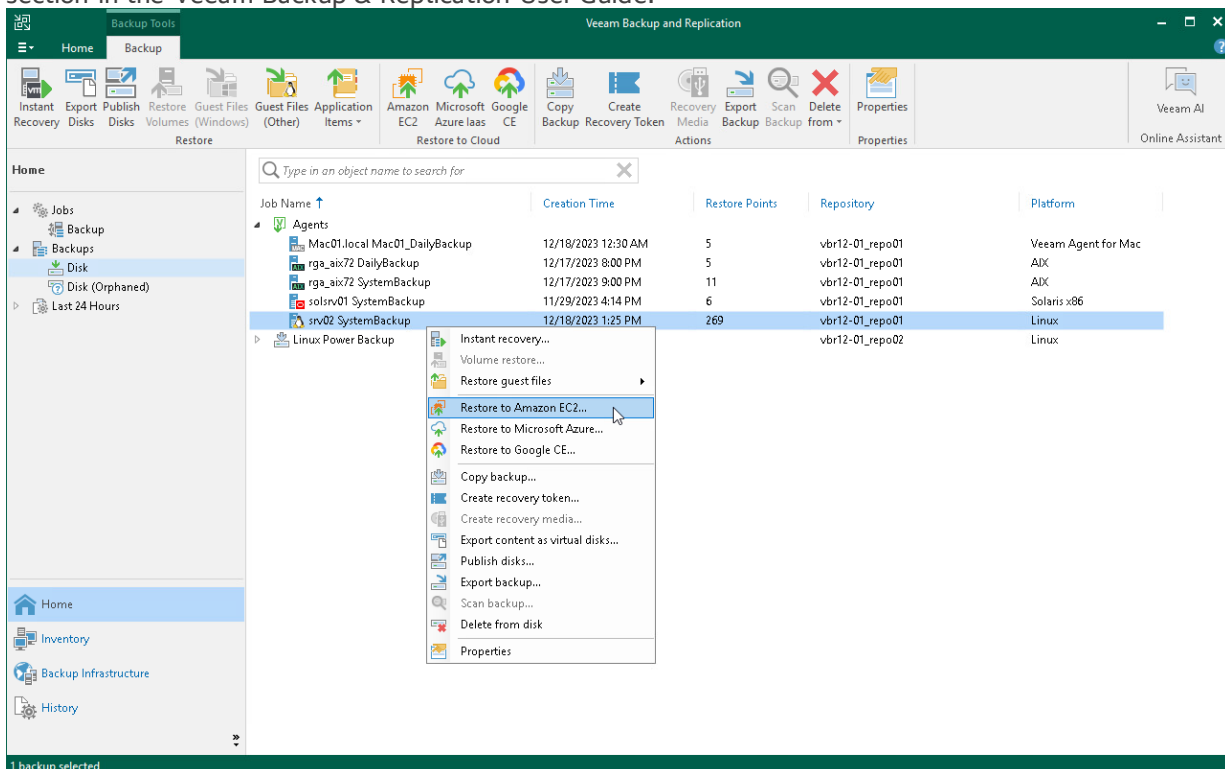 section in the Veeam Backup & Replication User Guide.
Backup Tools
Veeam Backup and Replication
Home Backup
Instant Recovery
Export Disks
Publish Disks
Restore Volumes
Guest Files (Windows)
Guest Files (Other)
Application Items
Amazon EC2
Microsoft Azure Iaas
Google CE
Copy Backup
Create Recovery Token
Recovery Media
Export Backup
Scan Backup
Delete from
Properties
Veeam AI
Restore
Restore to Cloud
Actions
Properties
Online Assistant
Home
Type in an object name to search for
Jobs
Backup
Backups
Disk
Disk (Orphaned)
Last 24 Hours
Job Name Creation Time Restore Points Repository Platform
Agents
Mac01.local Mac01_DailyBackup 12/18/2023 12:30 AM 5 vbr12-01_repo01 Veeam Agent for Mac
rga_aix72 DailyBackup 12/17/2023 8:00 PM 5 vbr12-01_repo01 AIX
rga_aix72 SystemBackup 12/17/2023 9:00 PM 11 vbr12-01_repo01 AIX
solsrv01 SystemBackup 11/29/2023 4:14 PM 6 vbr12-01_repo01 Solaris x86
srv02 SystemBackup 12/18/2023 1:25 PM 269 vbr12-01_repo01 Linux
Linux Power Backup vbr12-01_repo02 Linux
Instant recovery...
Volume restore...
Restore guest files
Restore to Amazon EC2...
Restore to Microsoft Azure...
Restore to Google CE...
Copy backup...
Create recovery token...
Create recovery media...
Export content as virtual disks...
Publish disks...
Export backup...
Scan backup...
Delete from disk
Properties
Home
Inventory
Backup Infrastructure
History
1 backup selected